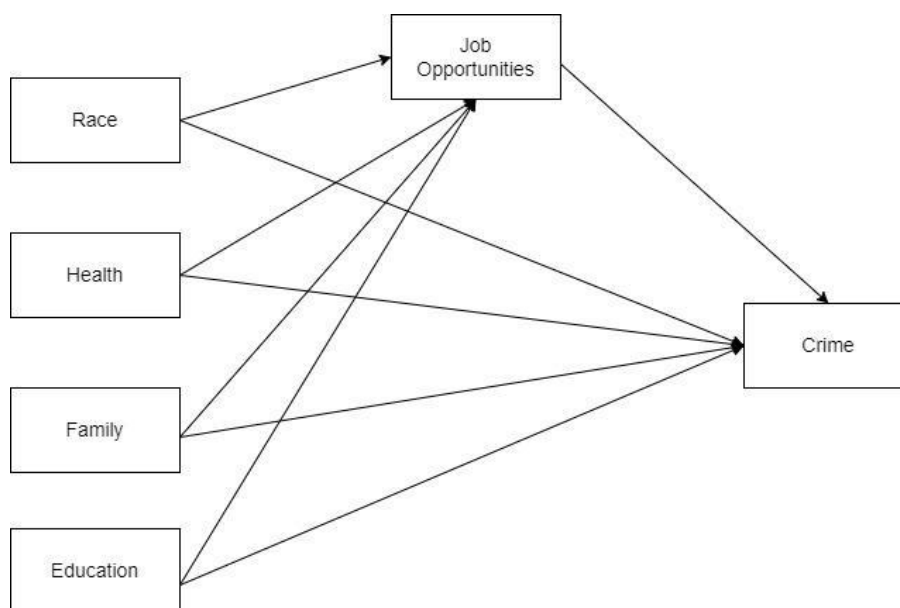 Job
Opportunities
Race
Health
Crime
Family
Education